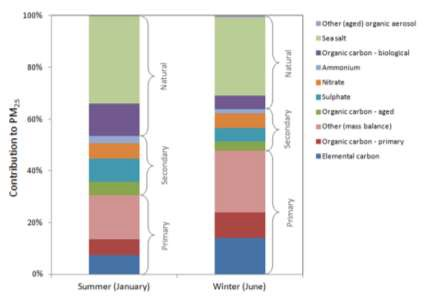 Contribution to PM25
100%
80%
60%
40%
20%
0%
Natural
Secondary
Primary
Natural
Secondary
Primary
Summer (January)
Winter (June)
Other (aged) organic aerosol
Sea salt
Organic carbon - biological
Ammonium
Nitrate
Sulphate
Organic carbon - aged
Other (mass balance)
Organic carbon - primary
Elemental carbon